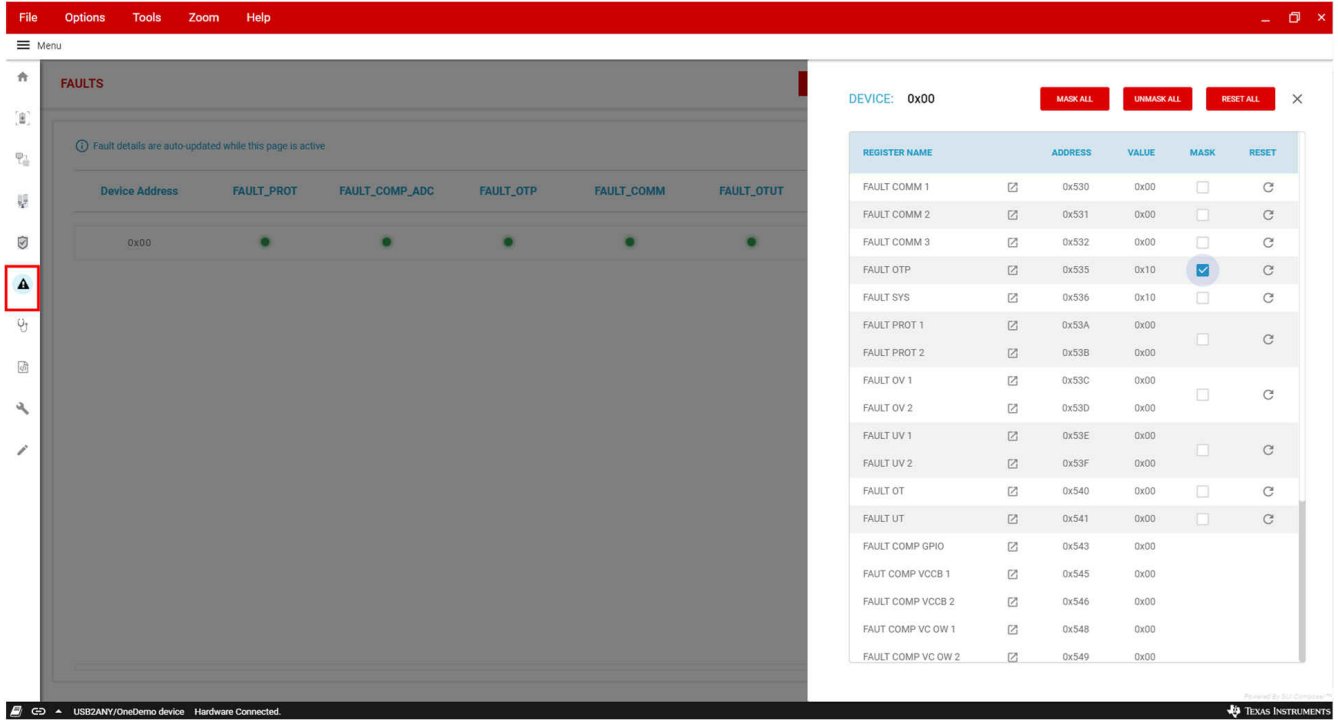 File Options Tools Zoom Help
Menu
FAULTS
DEVICE: 0x00 MASK ALL UNMASK ALL RESET ALL
Fault details are auto-updated while this page is active
Device Address FAULT_PROT FAULT_COMP_ADC FAULT_OTP FAULT_COMM FAULT_OTUT
0x00
REGISTER NAME ADDRESS VALUE MASK RESET
FAULT COMM 1 0x530 0x00
FAULT COMM 2 0x531 0x00
FAULT COMM 3 0x532 0x00
FAULT OTP 0x535 0x10
FAULT SYS 0x536 0x10
FAULT PROT 1 0x53A 0x00
FAULT PROT 2 0x53B 0x00
FAULT OV 1 0x53C 0x00
FAULT OV 2 0x53D 0x00
FAULT UV 1 0x53E 0x00
FAULT UV 2 0x53F 0x00
FAULT OT 0x540 0x00
FAULT UT 0x541 0x00
FAULT COMP GPIO 0x543 0x00
FAUT COMP VCCB 1 0x545 0x00
FAULT COMP VCCB 2 0x546 0x00
FAUT COMP VC OW 1 0x548 0x00
FAULT COMP VC OW 2 0x549 0x00
Powered By GUI Composer™
USB2ANY/OneDemo device Hardware Connected. TEXAS INSTRUMENTS